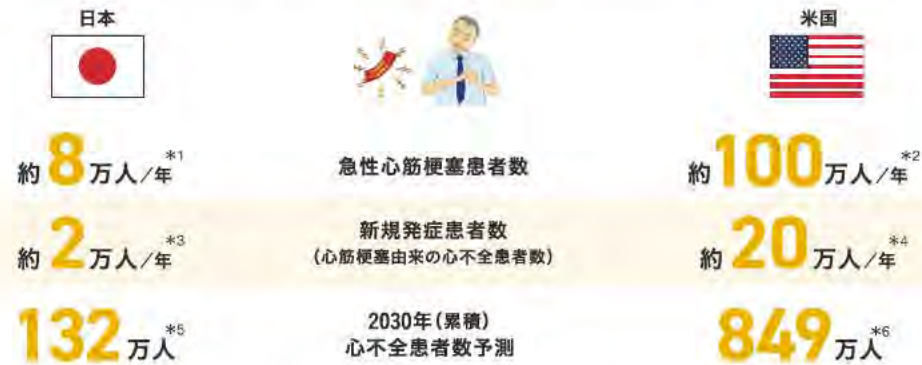 日本
米国
約8万人/年*1
急性心筋梗塞患者数
約100万人/年*2
約2万人/年*3
新規発症患者数
(心筋梗塞由来の心不全患者数)
約20万人/年*4
132万人*5
2030年(累積)
心不全患者数予測
849万人*6